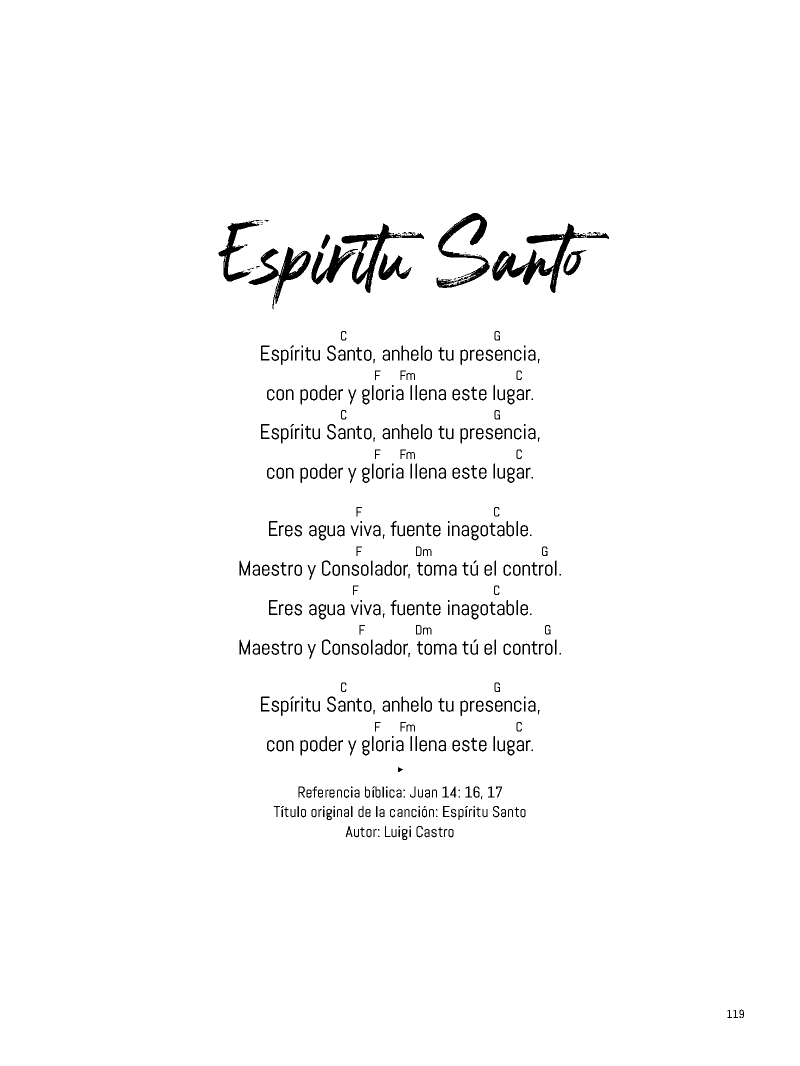 Espíritu Santo
C G
Espíritu Santo, anhelo tu presencia,
F Fm C
con poder y gloria llena este lugar.
C G
Espíritu Santo, anhelo tu presencia,
F Fm C
con poder y gloria llena este lugar.
F C
Eres agua viva, fuente inagotable.
F Dm G
Maestro y Consolador, toma tú el control.
F C
Eres agua viva, fuente inagotable.
F Dm G
Maestro y Consolador, toma tú el control.
C G
Espíritu Santo, anhelo tu presencia,
F Fm C
con poder y gloria llena este lugar.
Referencia bíblica: Juan 14: 16, 17
Título original de la canción: Espíritu Santo
Autor: Luigi Castro
119